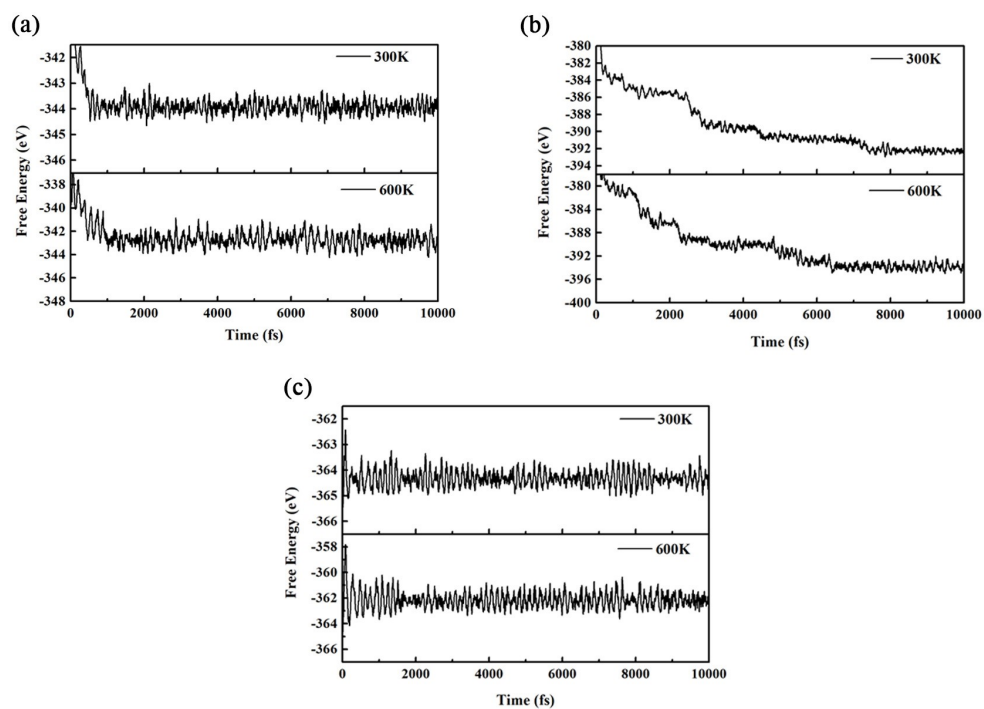 (a)
300K
-342
-343
-344
-345
-346
600K
-338
-340
-342
-344
-346
-348
0 2000 4000 6000 8000 10000
Free Energy (eV)
Time (fs)
(b)
300K
-380
-384
-386
-390
-392
-394
600K
-380
-384
-388
-392
-396
-400
0 2000 4000 6000 8000 10000
Free Energy (eV)
Time (fs)
(c)
300K
-362
-363
-364
-365
-366
600K
-358
-360
-362
-364
-366
0 2000 4000 6000 8000 10000
Free Energy (eV)
Time (fs)